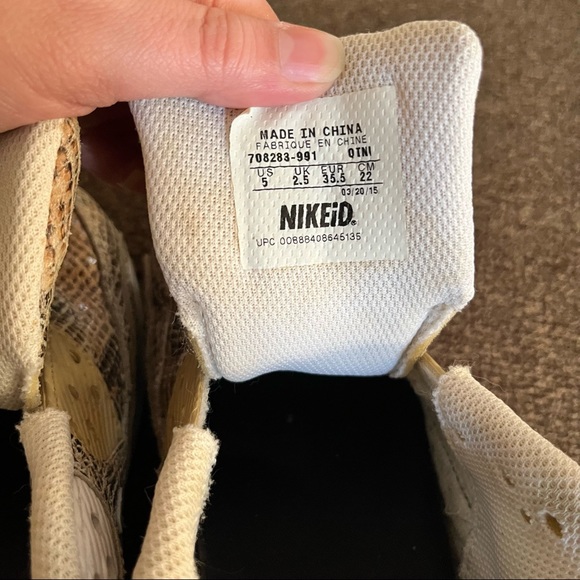 MADE IN CHINA
FABRIQUE EN CHINE
708283-991 QINI
US UK EUR CM
5 2.5 35.5 22
03/20/15
NIKEiD.
UPC 00888408645135